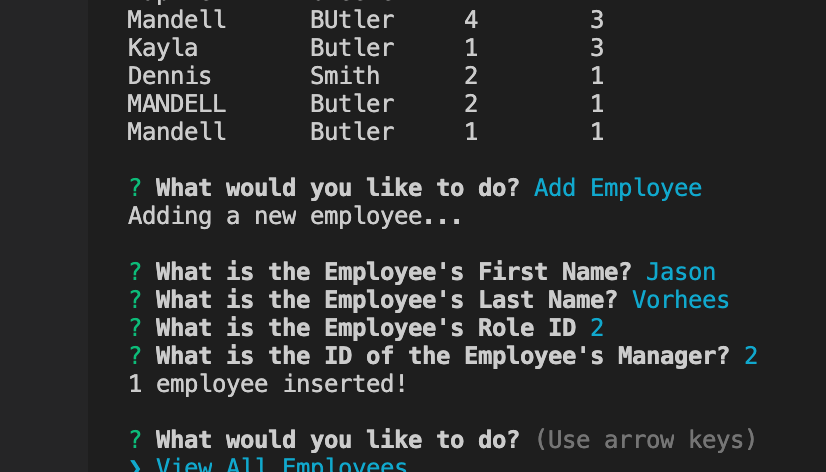 Mandell BUtler 4 3
Kayla Butler 1 3
Dennis Smith 2 1
MANDELL Butler 2 1
Mandell Butler 1 1
? What would you like to do? Add Employee
Adding a new employee...
? What is the Employee's First Name? Jason
? What is the Employee's Last Name? Vorhees
? What is the Employee's Role ID 2
? What is the ID of the Employee's Manager? 2
1 employee inserted!
? What would you like to do? (Use arrow keys)
❯ View All Employees